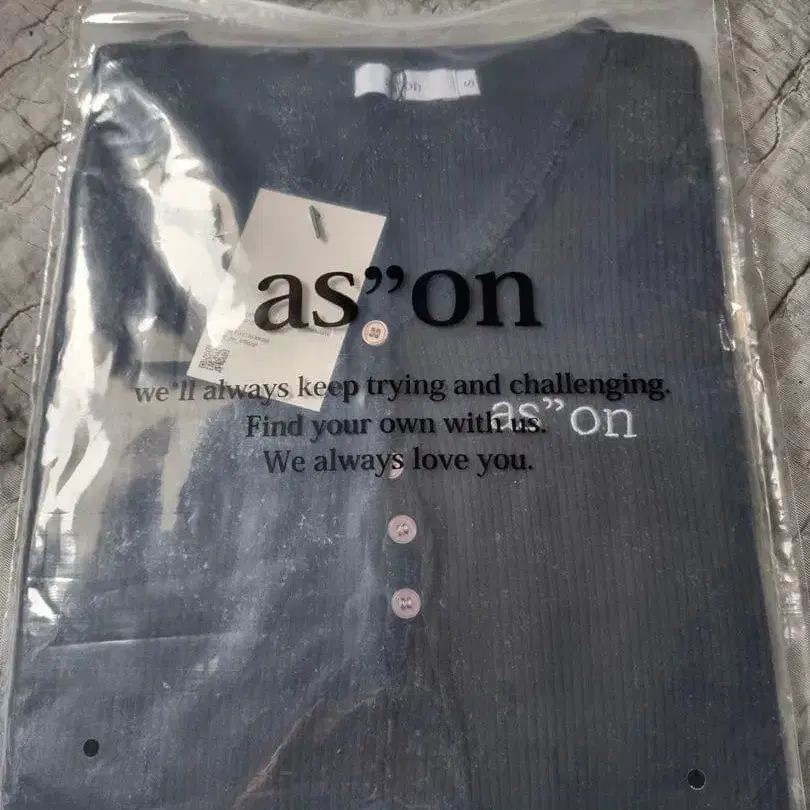 on
S
as”on
we'll always keep trying and challenging.
Find your own with us.
as”on
We always love you.